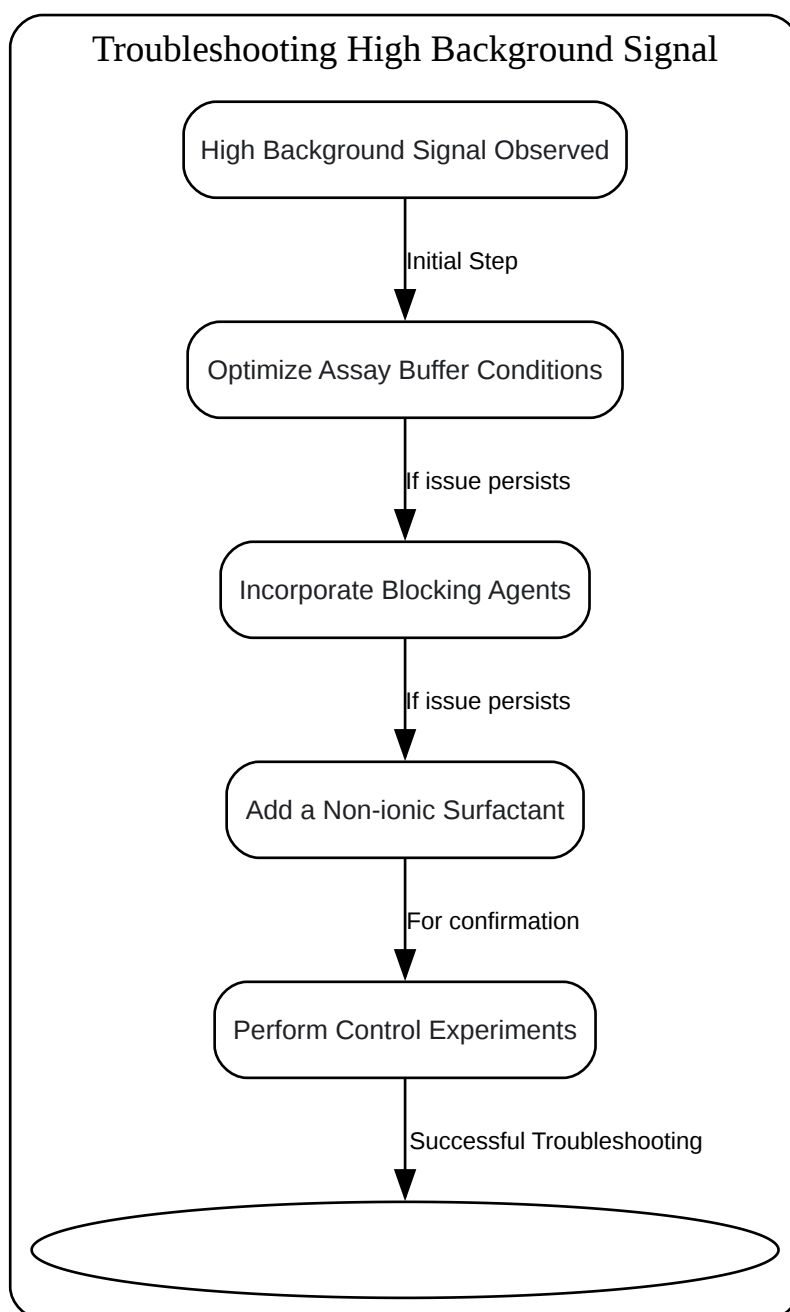 Troubleshooting High Background Signal
High Background Signal Observed
Initial Step
Optimize Assay Buffer Conditions
If issue persists
Incorporate Blocking Agents
If issue persists
Add a Non-ionic Surfactant
For confirmation
Perform Control Experiments
Successful Troubleshooting